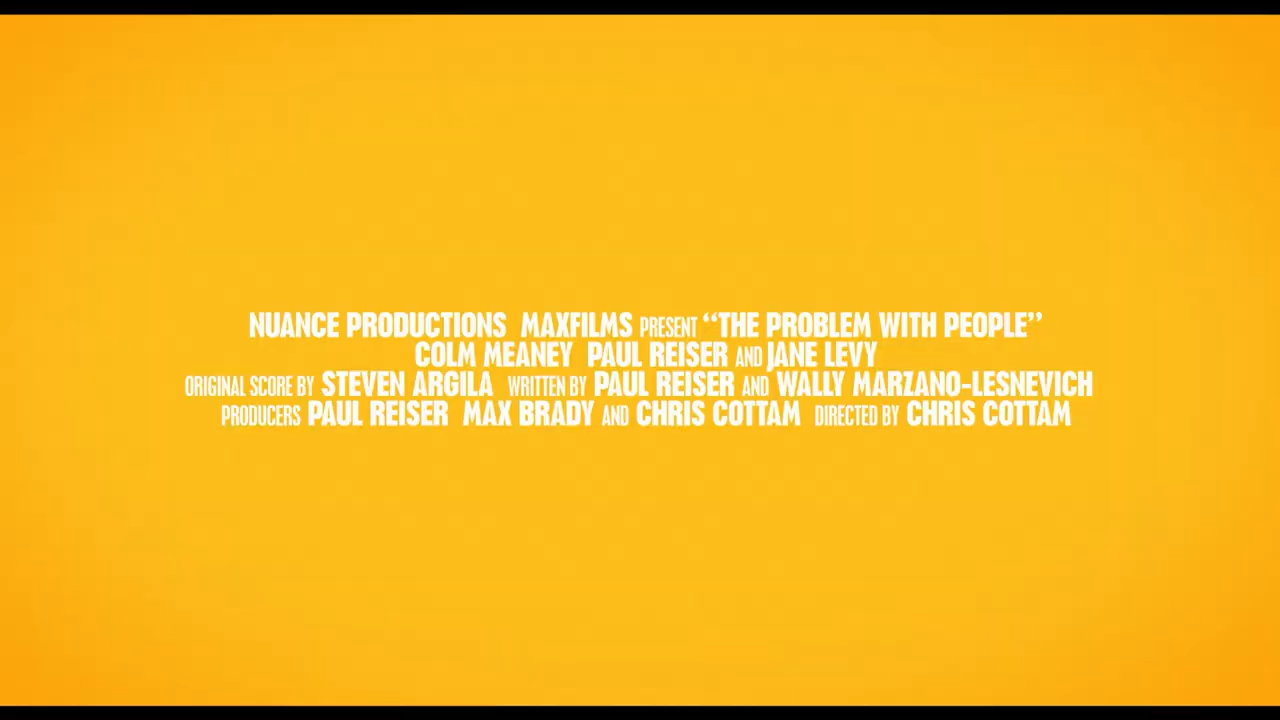 NUANCE PRODUCTIONS MAXFILMS PRESENT “THE PROBLEM WITH PEOPLE”
COLM MEANEY PAUL REISER AND JANE LEVY
ORIGINAL SCORE BY STEVEN ARGILA WRITTEN BY PAUL REISER AND WALLY MARZANO-LESNEVICH
PRODUCERS PAUL REISER MAX BRADY AND CHRIS COTTAM DIRECTED BY CHRIS COTTAM